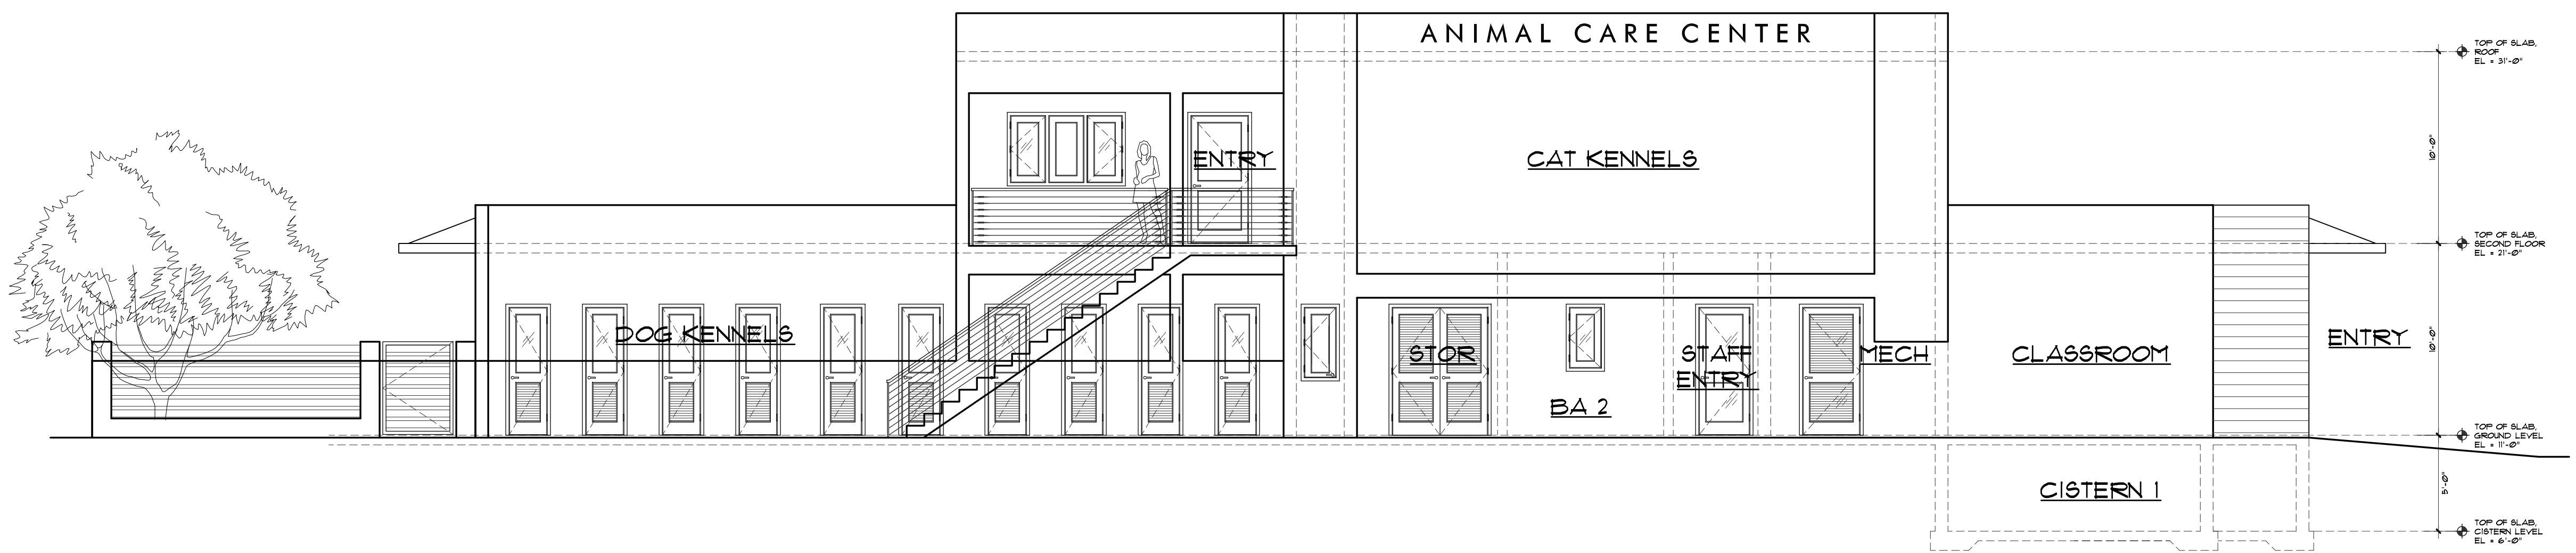 ANIMAL CARE CENTER
TOP OF SLAB,
ROOF
EL = 31'-0"
10'-0"
ENTRY
CAT KENNELS
TOP OF SLAB,
SECOND FLOOR
EL = 21'-0"
DOG KENNELS
STOR
BA 2
STAFF
ENTRY
MECH
CLASSROOM
ENTRY
10'-0"
TOP OF SLAB,
GROUND LEVEL
EL = 11'-0"
CISTERN 1
5'-0"
TOP OF SLAB,
CISTERN LEVEL
EL = 6'-0"